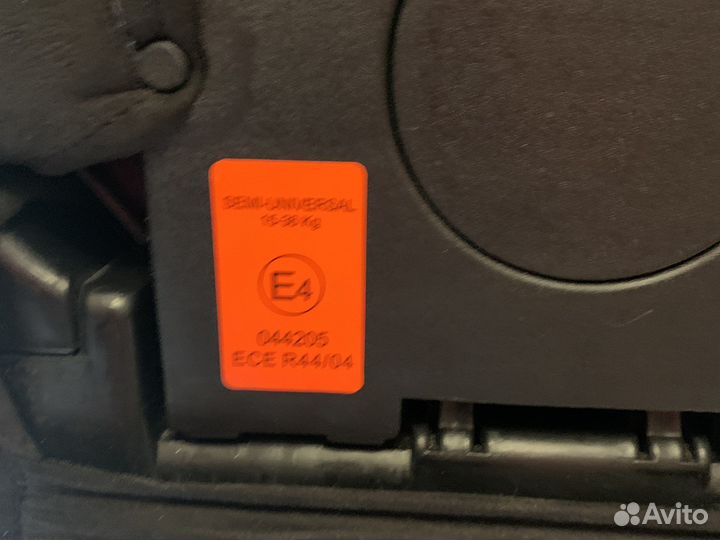 SEMI-UNIVERSAL
15-36 Kg
E4
044205
ECE R44/04
Avito